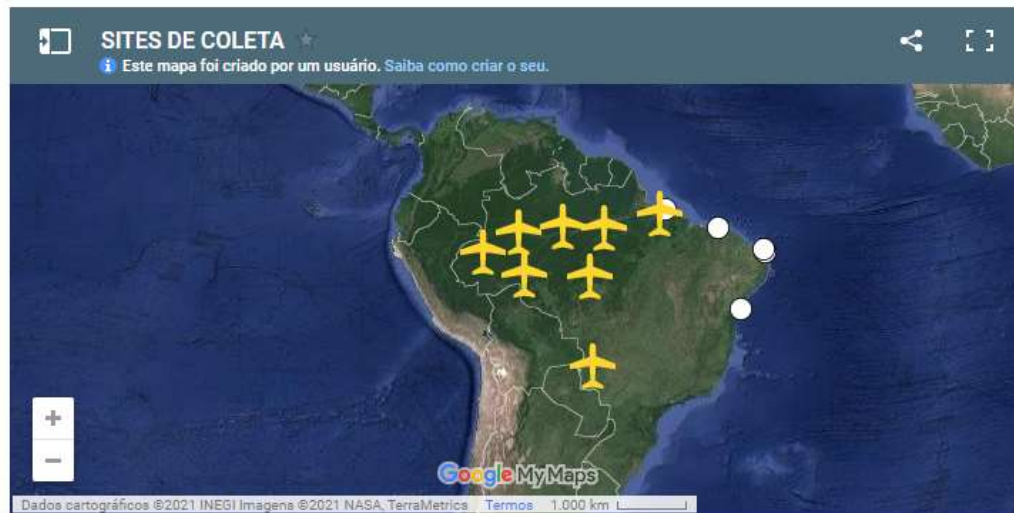 SITES DE COLETA
Este mapa foi criado por um usuário. Saiba como criar o seu.
+
−
Google My Maps
Dados cartográficos ©2021 INEGI Imagens ©2021 NASA, TerraMetrics Termos 1.000 km